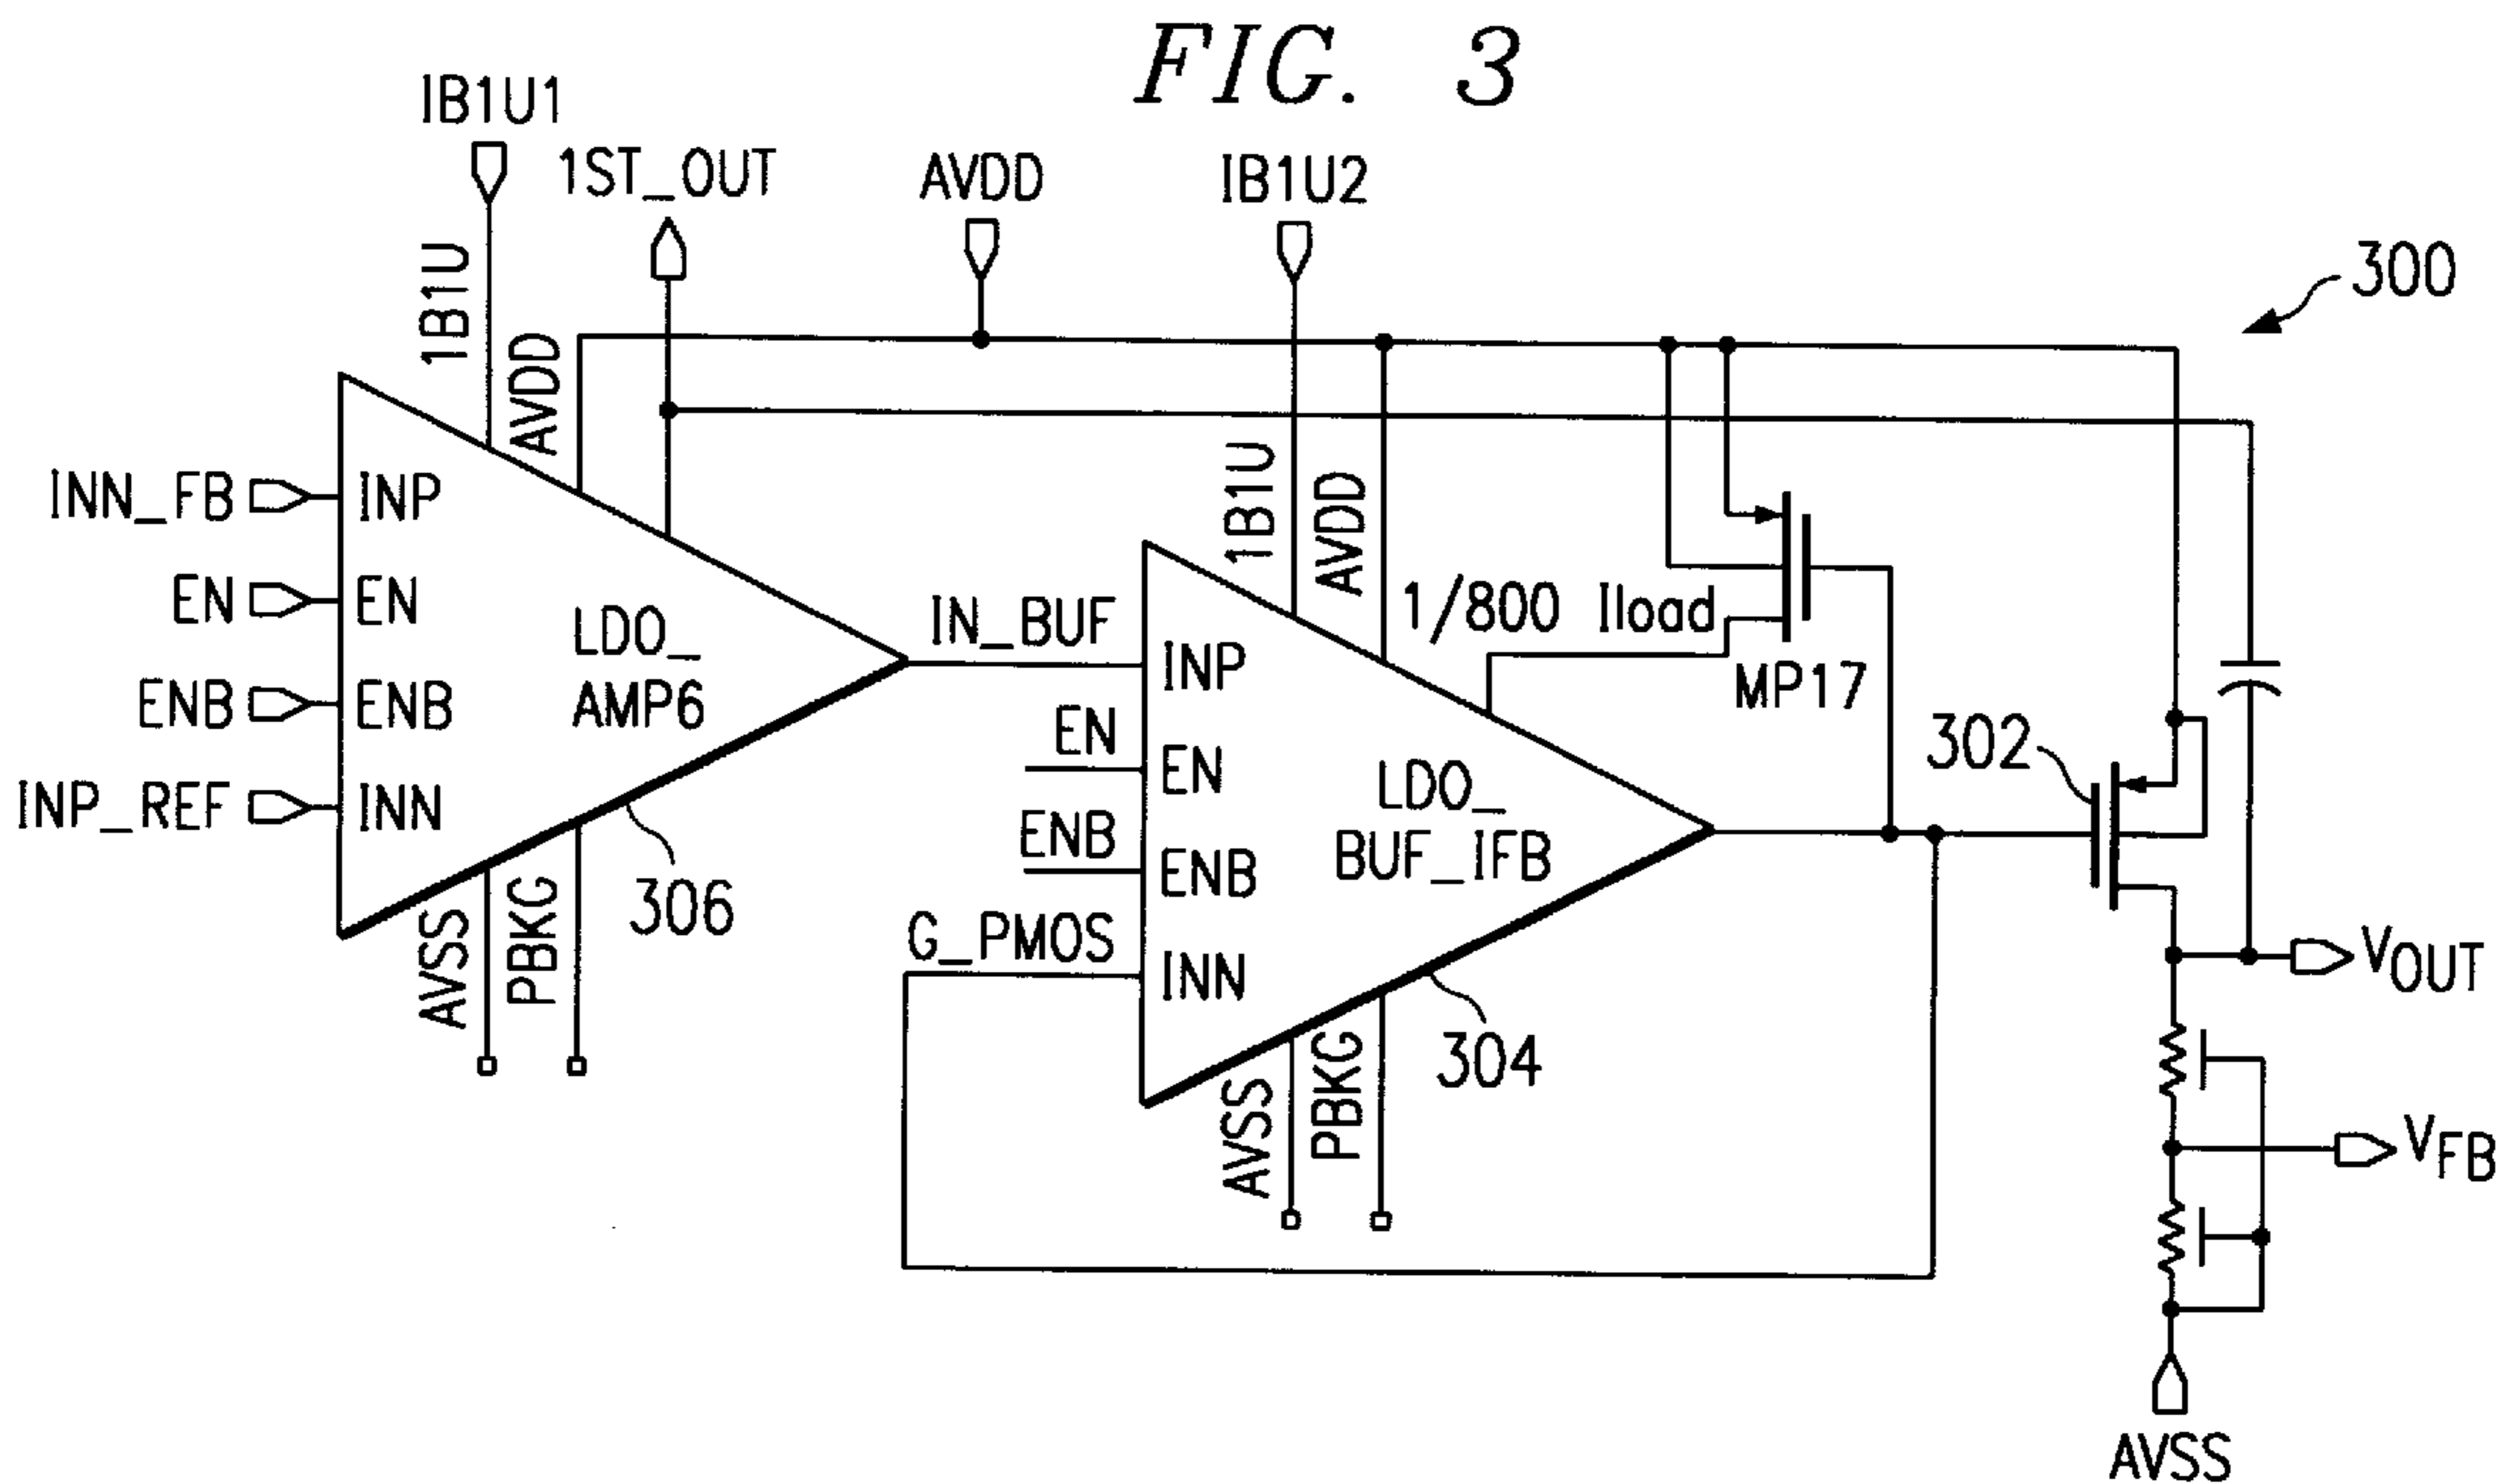 FIG. 3
IB1U1
1ST_OUT
AVDD
IB1U2
300
1B1U
AVDD
INN_FB
INP
EN
EN
ENB
ENB
INP_REF
INN
LDO_
AMP6
306
AVSS
PBKG
IN_BUF
1B1U
AVDD
1/800 Iload
MP17
INP
EN
EN
ENB
ENB
G_PMOS
INN
LDO_
BUF_IFB
304
AVSS
PBKG
302
VOUT
VFB
AVSS